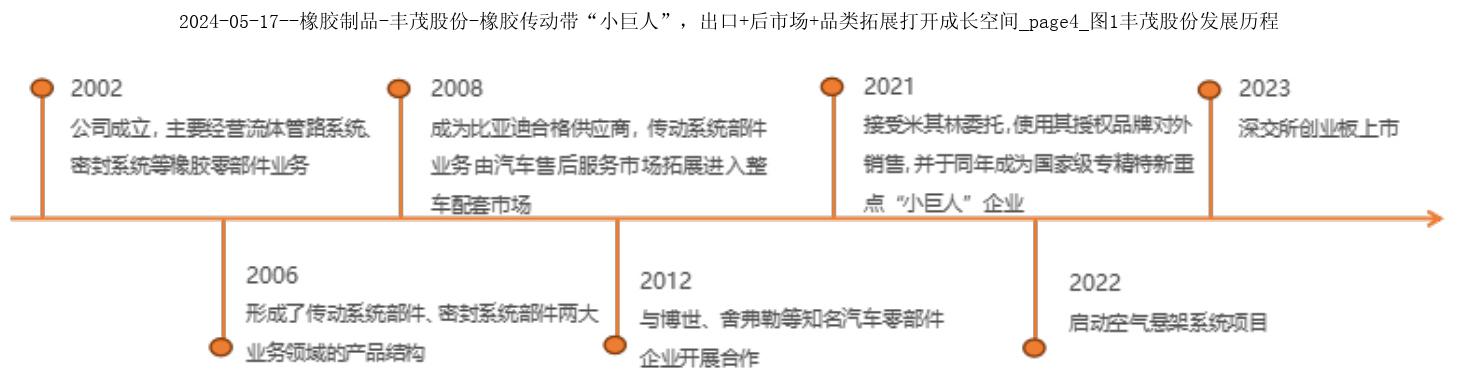 2024-05-17--橡胶制品-丰茂股份-橡胶传动带“小巨人”，出口+后市场+品类拓展打开成长空间_page4_图1丰茂股份发展历程
2002
公司成立，主要经营流体管路系统、
密封系统等橡胶零部件业务
2008
成为比亚迪合格供应商，传动系统部件
业务由汽车售后服务市场拓展进入整
车配套市场
2021
接受米其林委托，使用其授权品牌对外
销售，并于同年成为国家级专精特新重
点“小巨人”企业
2023
深交所创业板上市
2006
形成了传动系统部件、密封系统部件两大
业务领域的产品结构
2012
与博世、舍弗勒等知名汽车零部件
企业开展合作
2022
启动空气悬架系统项目